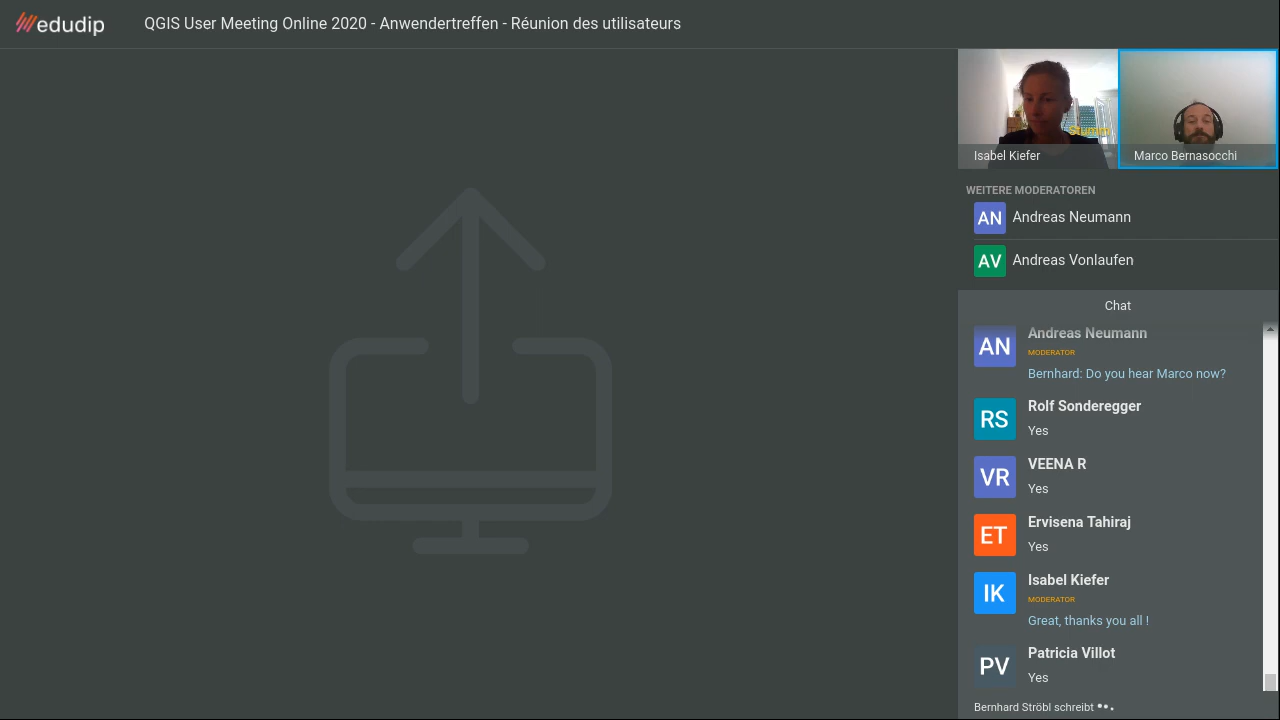 edudip
QGIS User Meeting Online 2020 - Anwendertreffen - Réunion des utilisateurs
Stumm
Isabel Kiefer
Marco Bernasocchi
WEITERE MODERATOREN
AN
Andreas Neumann
AV
Andreas Vonlaufen
Chat
Andreas Neumann
AN
MODERATOR
Bernhard: Do you hear Marco now?
Rolf Sonderegger
RS
Yes
VEENA R
VR
Yes
Ervisena Tahiraj
ET
Yes
Isabel Kiefer
IK
MODERATOR
Great, thanks you all !
Patricia Villot
PV
Yes
Bernhard Ströbl schreibt